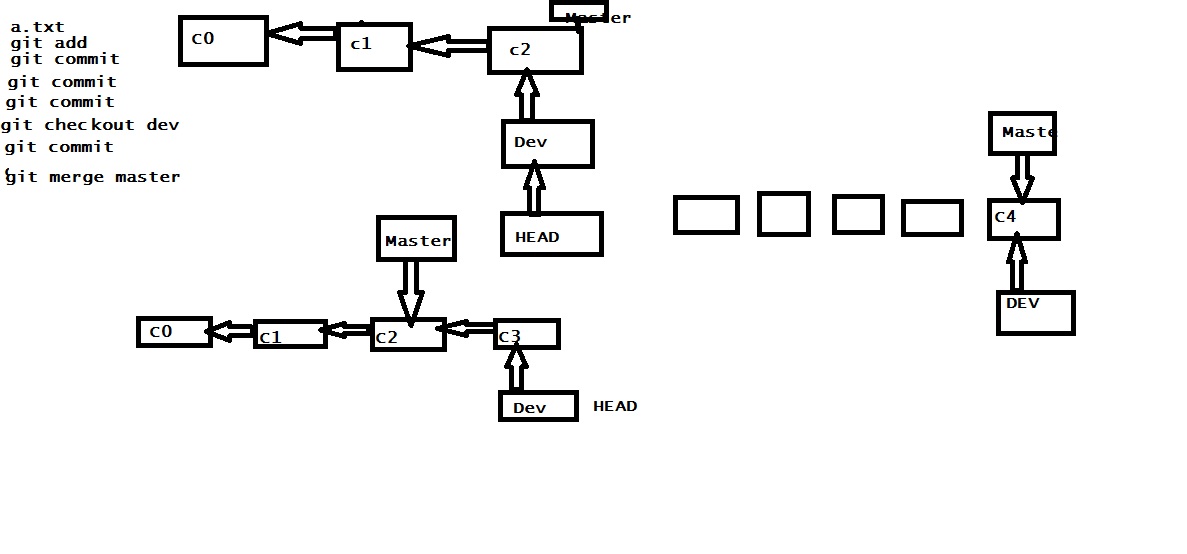 a.txt
git add
git commit
git commit
git commit
git checkout dev
git commit
git merge master
c0
c1
c2
Master
Dev
HEAD
Master
c0
c1
c2
c3
Dev
HEAD
Maste
c4
DEV